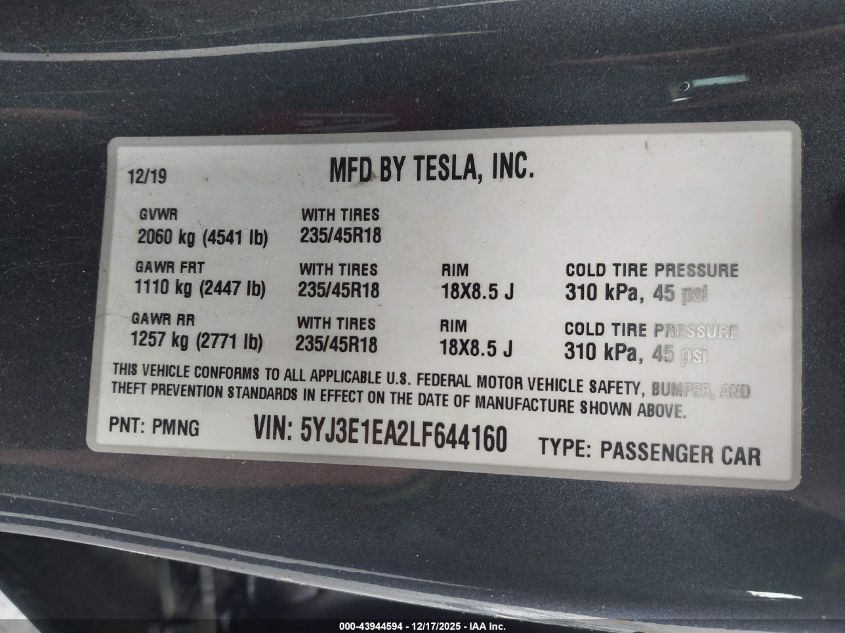 12/19 MFD BY TESLA, INC.
GVWR WITH TIRES
2060 kg (4541 lb) 235/45R18
GAWR FRT WITH TIRES RIM COLD TIRE PRESSURE
1110 kg (2447 lb) 235/45R18 18X8.5 J 310 kPa, 45 psi
GAWR RR WITH TIRES RIM COLD TIRE PRESSURE
1257 kg (2771 lb) 235/45R18 18X8.5 J 310 kPa, 45 psi
THIS VEHICLE CONFORMS TO ALL APPLICABLE U.S. FEDERAL MOTOR VEHICLE SAFETY, BUMPER, AND
THEFT PREVENTION STANDARDS IN EFFECT ON THE DATE OF MANUFACTURE SHOWN ABOVE.
PNT: PMNG VIN: 5YJ3E1EA2LF644160 TYPE: PASSENGER CAR
000-43944594 - 12/17/2025 - IAA Inc.